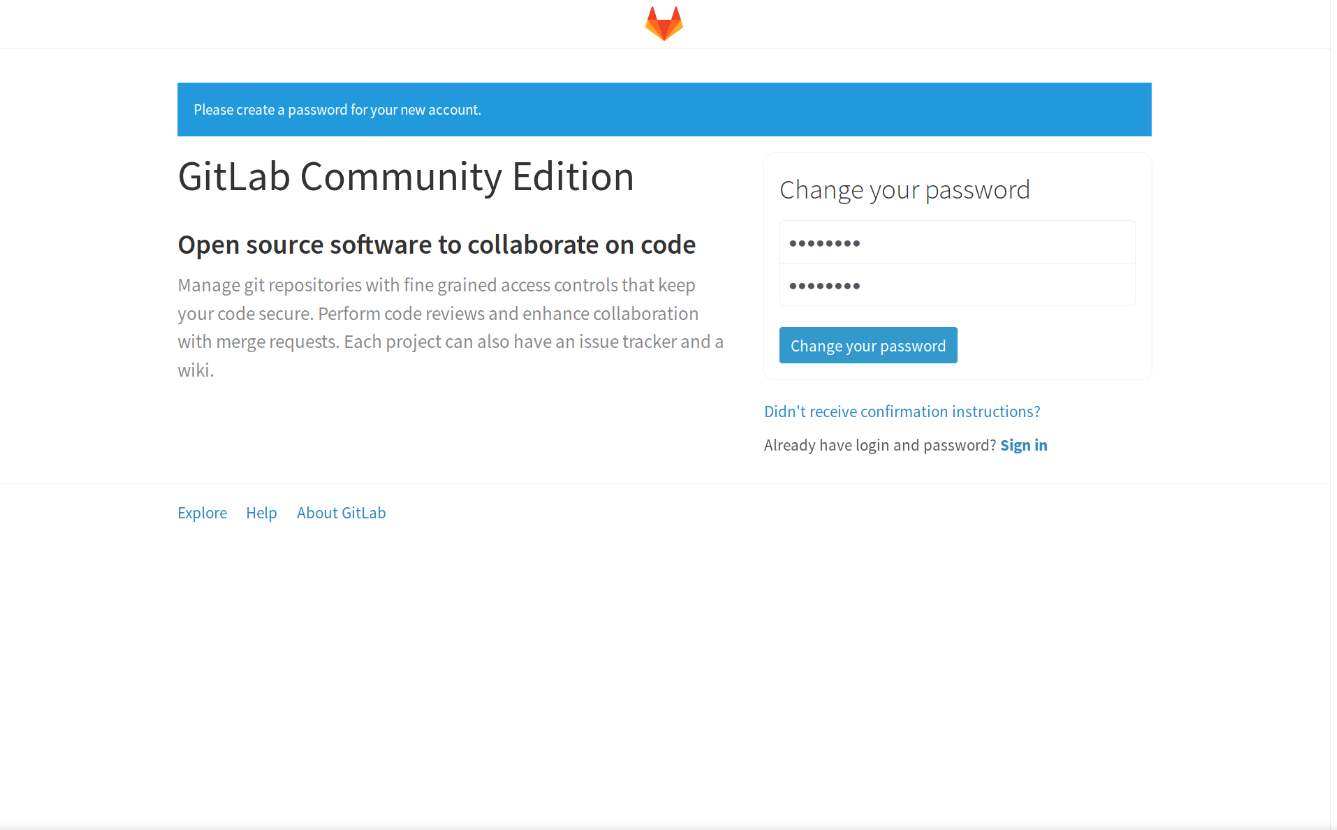 Please create a password for your new account.
GitLab Community Edition
Open source software to collaborate on code
Manage git repositories with fine grained access controls that keep
your code secure. Perform code reviews and enhance collaboration
with merge requests. Each project can also have an issue tracker and a
wiki.
Change your password
••••••••
••••••••
Change your password
Didn't receive confirmation instructions?
Already have login and password? Sign in
Explore Help About GitLab